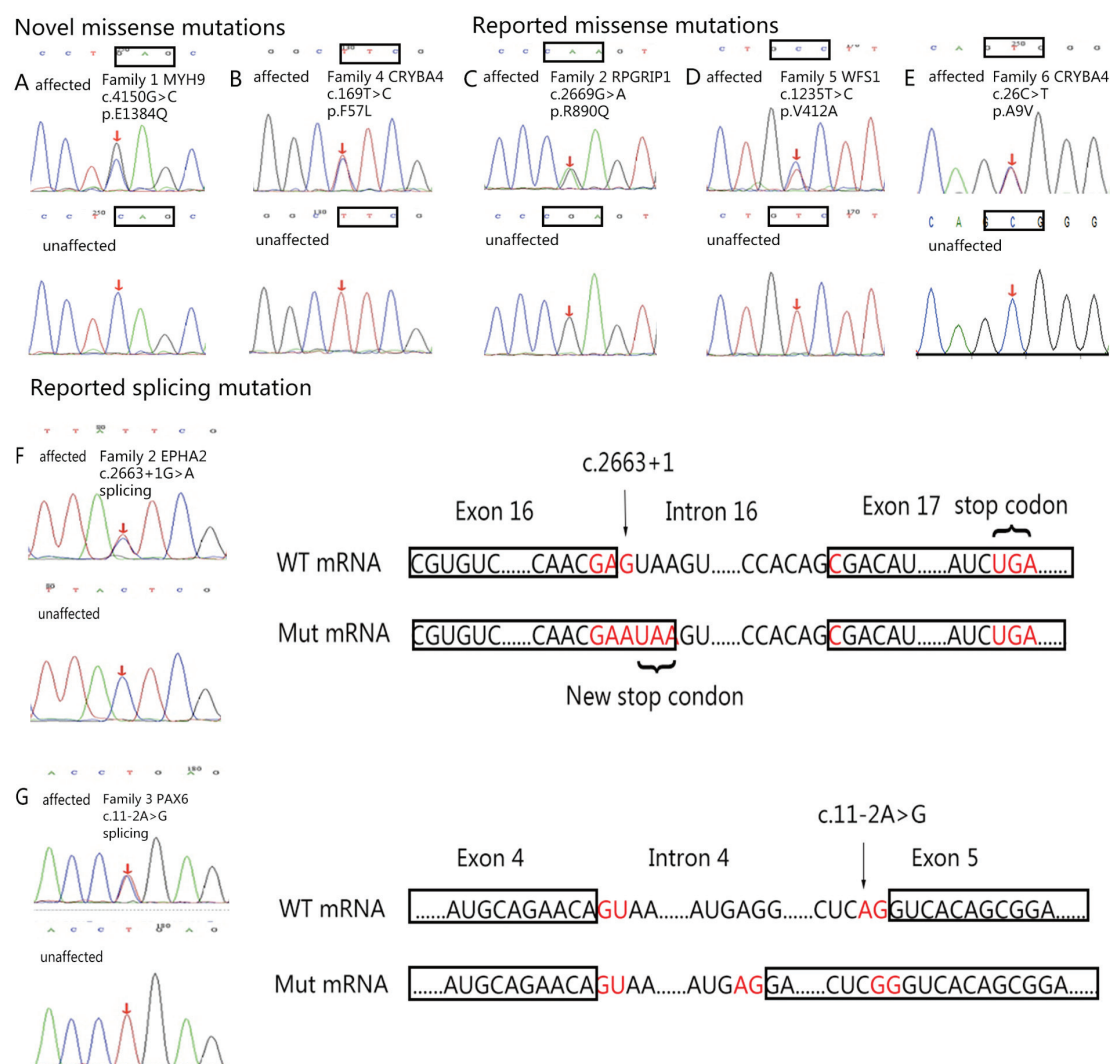 Novel missense mutations
Reported missense mutations
C C T G A G C
G G C T T C G
C C C A A G T
C T G C C T T
C A G T G G G
A affected Family 1 MYH9
c.4150G>C
p.E1384Q
B affected Family 4 CRYBA4
c.169T>C
p.F57L
C affected Family 2 RPGRIP1
c.2669G>A
p.R890Q
D affected Family 5 WFS1
c.1235T>C
p.V412A
E affected Family 6 CRYBA4
c.26C>T
p.A9V
C C T C A G C
unaffected
G G C T T C G
unaffected
C C C G A G T
unaffected
C T G T C T T
unaffected
C A G C G G G
unaffected
Reported splicing mutation
T T A T T C G
F affected Family 2 EPHA2
c.2663+1G>A
splicing
T T A C T C G
unaffected
c.2663+1
Exon 16 Intron 16 Exon 17 stop codon
WT mRNA CGUGUC......CAACGAGUAAGU......CCACAGCGACAU......AUCUGA......
Mut mRNA CGUGUC......CAACGAAUAAGU......CCACAGCGACAU......AUCUGA......
New stop condon
A C C T G A G
G affected Family 3 PAX6
c.11-2A>G
splicing
A C C T G A G
unaffected
c.11-2A>G
Exon 4 Intron 4 Exon 5
WT mRNA ......AUGCAGAACAGUAA......AUGAGG......CUCAGGUCACAGCGGA......
Mut mRNA ......AUGCAGAACAGUAA......AUGAGGA......CUCGGGUCACAGCGGA......